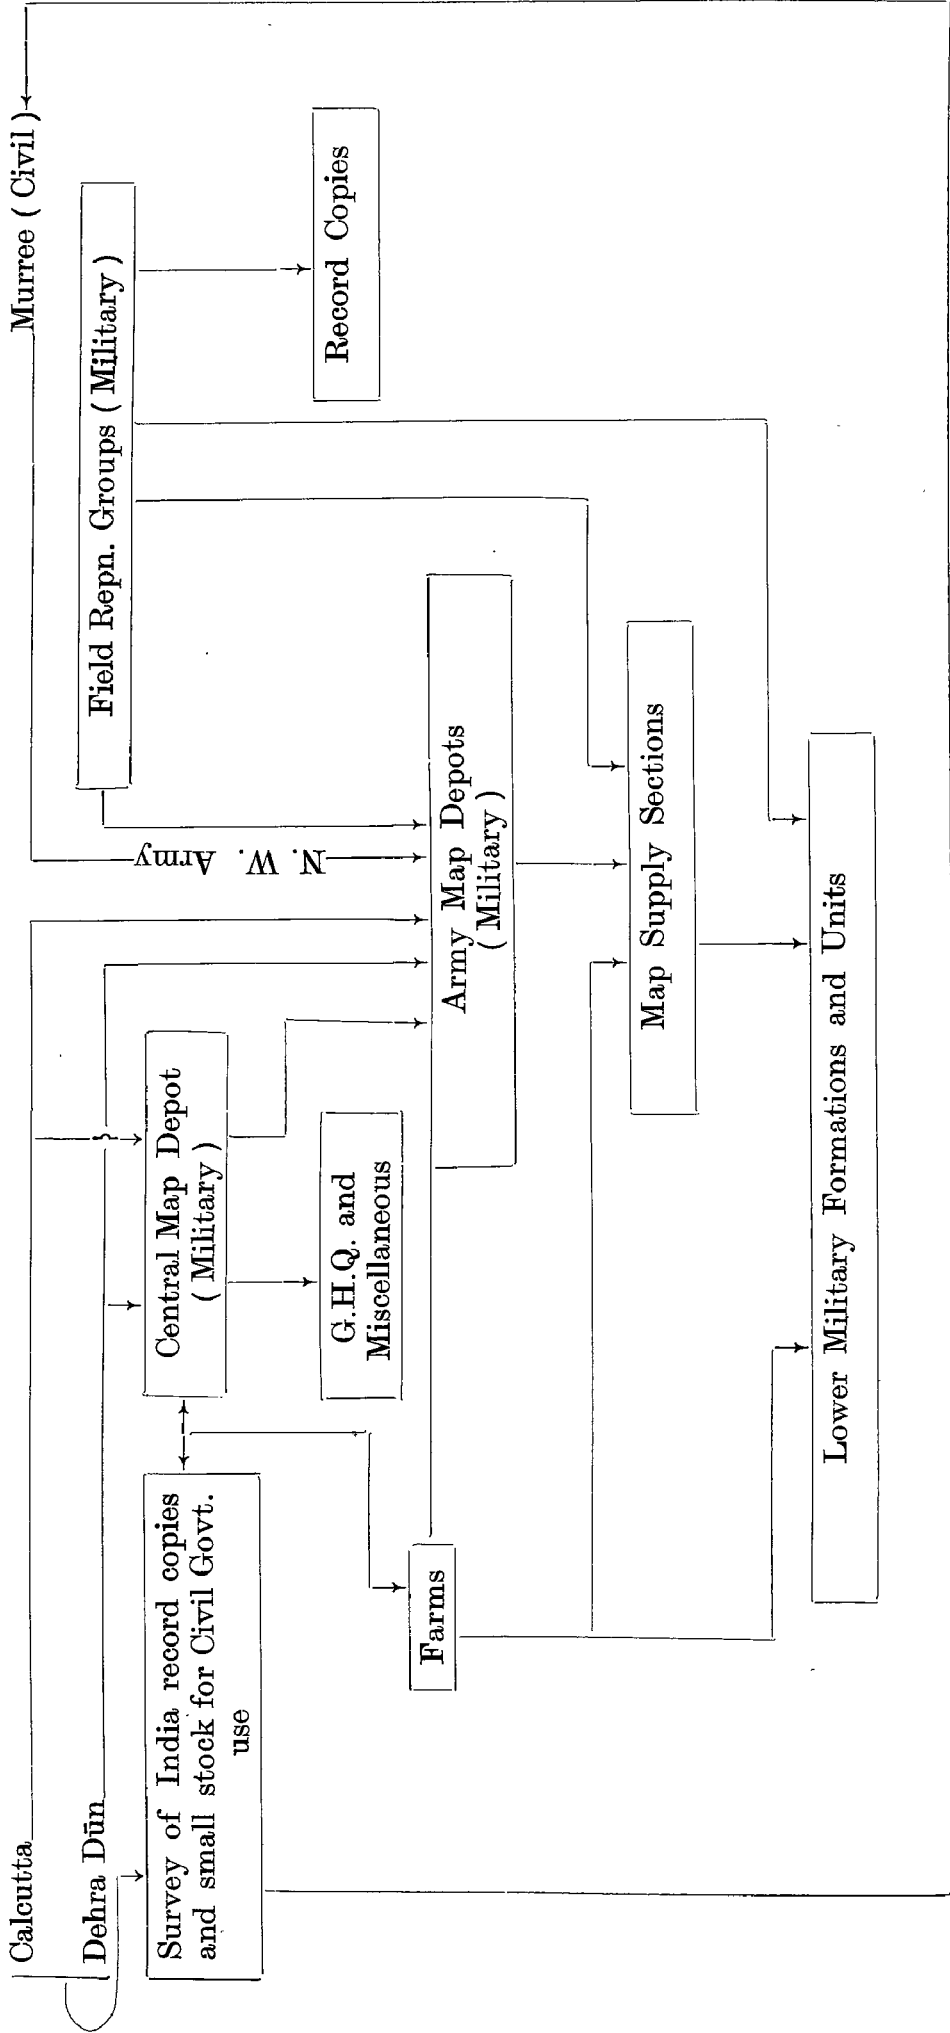 Calcutta
Dehra Dūn
Murree ( Civil )
Field Repn. Groups ( Military )
Central Map Depot
( Military )
Survey of India record copies
and small stock for Civil Govt.
use
G.H.Q. and
Miscellaneous
N. W. Army
Record Copies
Farms
Army Map Depots
( Military )
Map Supply Sections
Lower Military Formations and Units